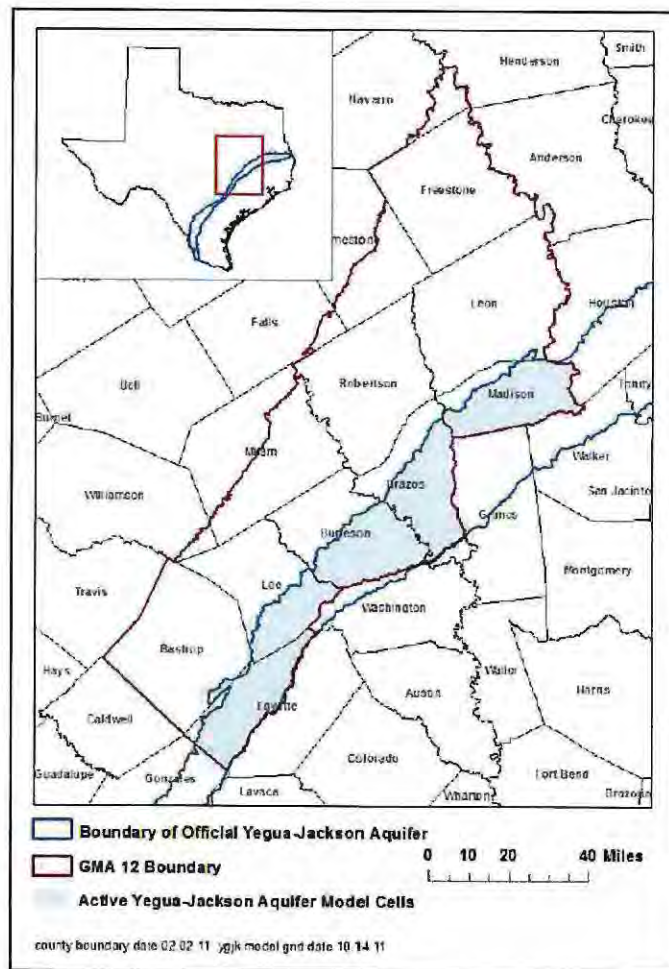 Smith
Henderson
Navarro
Cherokee
Anderson
Freestone
Leon
Houston
Falls
Bell
Robertson
Madison
Trinity
Milam
Walker
Williamson
Brazos
San Jacinto
Grimes
Burleson
Montgomery
Travis
Lee
Washington
Bastrop
Hays
Waller
Harris
Austin
Caldwell
Fayette
Colorado
Guadalupe
Gonzales
Fort Bend
Lavaca
Wharton
Brazoria
Boundary of Official Yegua-Jackson Aquifer
GMA 12 Boundary
0 10 20 40 Miles
Active Yegua-Jackson Aquifer Model Cells
county boundary date 02.02.11 ygjk model grid date 10.14.11